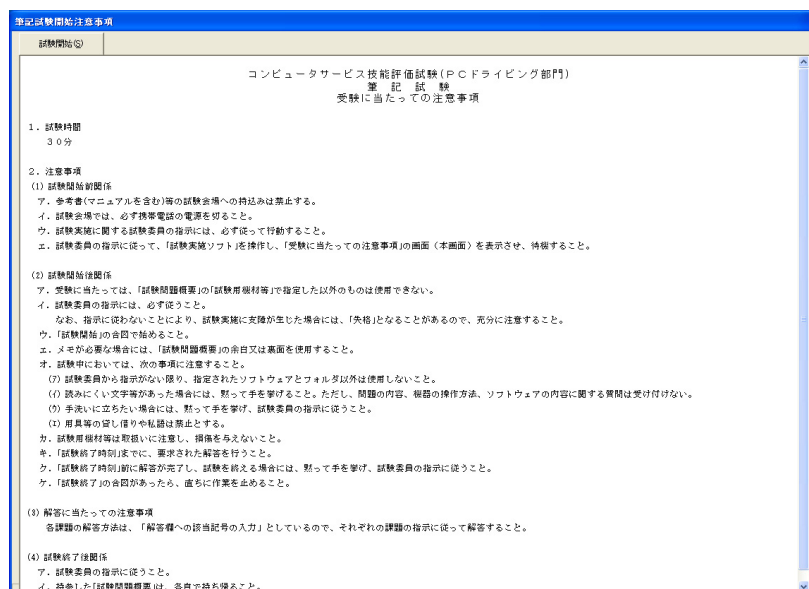 筆記試験開始注意事項
試験開始(S)
コンピュータサービス技能評価試験(PCドライビング部門)
筆 記 試 験
受験に当たっての注意事項
1．試験時間
30分
2．注意事項
(1) 試験開始前関係
ア．参考書(マニュアルを含む)等の試験会場への持込みは禁止する。
イ．試験会場では、必ず携帯電話の電源を切ること。
ウ．試験実施に関する試験委員の指示には、必ず従って行動すること。
エ．試験委員の指示に従って、「試験実施ソフト」を操作し、「受験に当たっての注意事項」の画面（本画面）を表示させ、待機すること。
(2) 試験開始後関係
ア．受験に当たっては、「試験問題概要」の「試験用機材等」で指定した以外のものは使用できない。
イ．試験委員の指示には、必ず従うこと。
なお、指示に従わないことにより、試験実施に支障が生じた場合には、「失格」となることがあるので、充分に注意すること。
ウ．「試験開始」の合図で始めること。
エ．メモが必要な場合には、「試験問題概要」の余白又は裏面を使用すること。
オ．試験中においては、次の事項に注意すること。
(ｱ) 試験委員から指示がない限り、指定されたソフトウェアとフォルダ以外は使用しないこと。
(ｲ) 読みにくい文字等があった場合には、黙って手を挙げること。ただし、問題の内容、機器の操作方法、ソフトウェアの内容に関する質問は受け付けない。
(ｳ) 手洗いに立ちたい場合には、黙って手を挙げ、試験委員の指示に従うこと。
(ｴ) 用具等の貸し借りや私語は禁止とする。
カ．試験用機材等は取扱いに注意し、損傷を与えないこと。
キ．「試験終了時刻」までに、要求された解答を行うこと。
ク．「試験終了時刻」前に解答が完了し、試験を終える場合には、黙って手を挙げ、試験委員の指示に従うこと。
ケ．「試験終了」の合図があったら、直ちに作業を止めること。
(3) 解答に当たっての注意事項
各課題の解答方法は、「解答欄への該当記号の入力」としているので、それぞれの課題の指示に従って解答すること。
(4) 試験終了後関係
ア．試験委員の指示に従うこと。
イ．持参した「試験問題概要」は、各自で持ち帰ること。